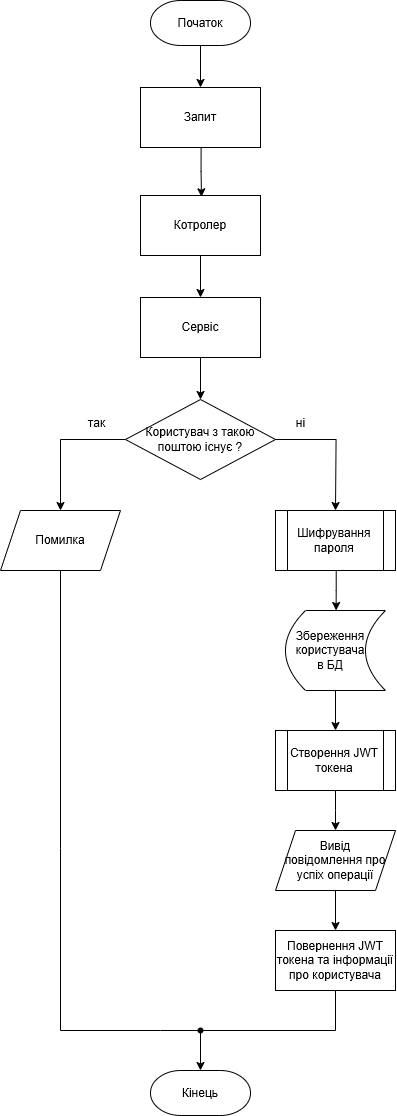 Початок
Запит
Котролер
Сервіс
Користувач з такою
поштою існує ?
так
ні
Помилка
Шифрування
пароля
Збереження
користувача
в БД
Створення JWT
токена
Вивід
повідомлення про
успіх операції
Повернення JWT
токена та інформації
про користувача
Кінець